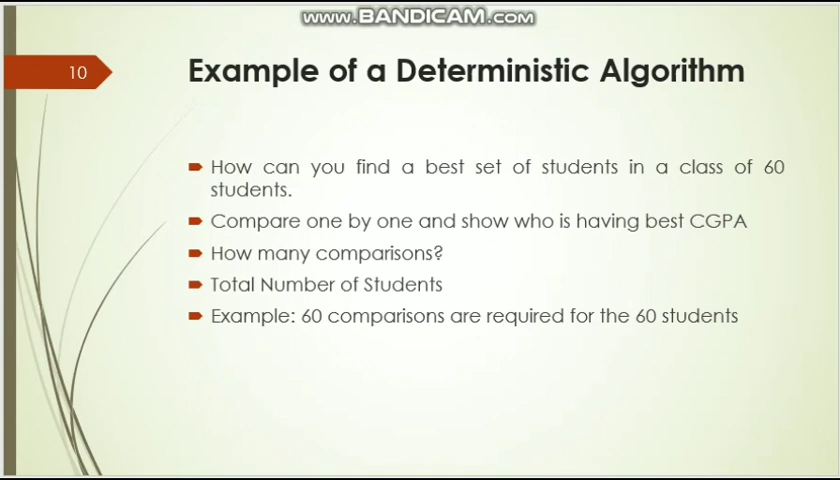 www.BANDICAM.com
10
Example of a Deterministic Algorithm
How can you find a best set of students in a class of 60
students.
Compare one by one and show who is having best CGPA
How many comparisons?
Total Number of Students
Example: 60 comparisons are required for the 60 students